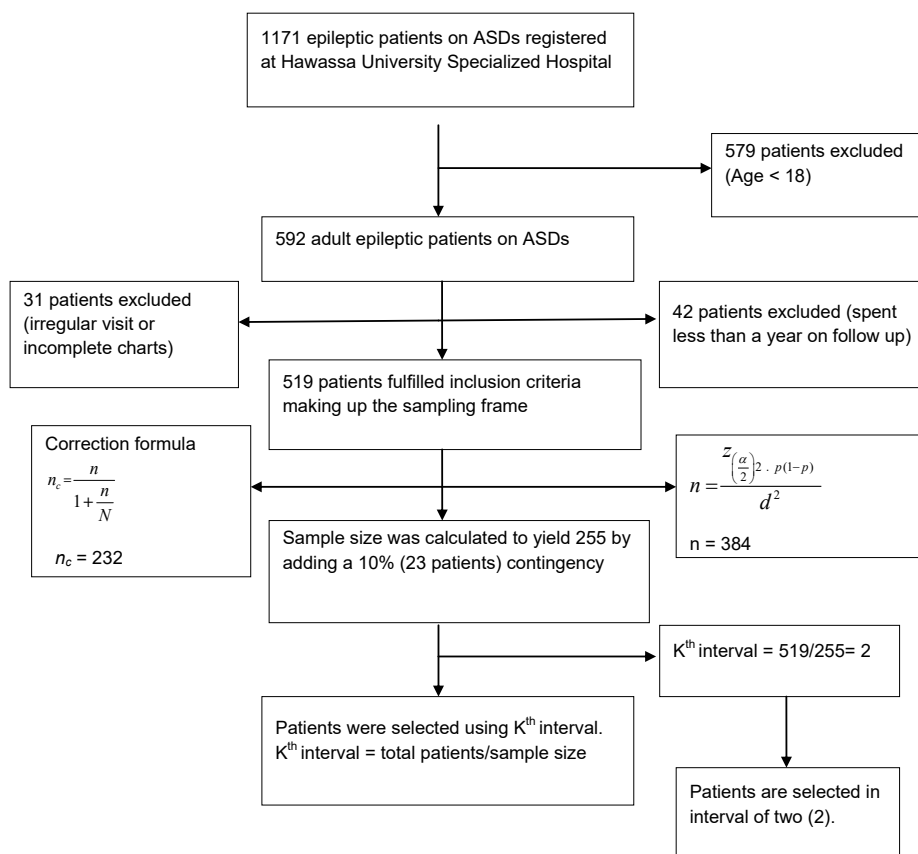 1171 epileptic patients on ASDs registered
at Hawassa University Specialized Hospital
579 patients excluded
(Age < 18)
592 adult epileptic patients on ASDs
31 patients excluded
(irregular visit or
incomplete charts)
42 patients excluded (spent
less than a year on follow up)
519 patients fulfilled inclusion criteria
making up the sampling frame
Correction formula
n_c = n / (1 + n/N)
n_c = 232
n = z_(α/2)2 . p(1−p) / d^2
n = 384
Sample size was calculated to yield 255 by
adding a 10% (23 patients) contingency
K^th interval = 519/255= 2
Patients were selected using K^th interval.
K^th interval = total patients/sample size
Patients are selected in
interval of two (2).